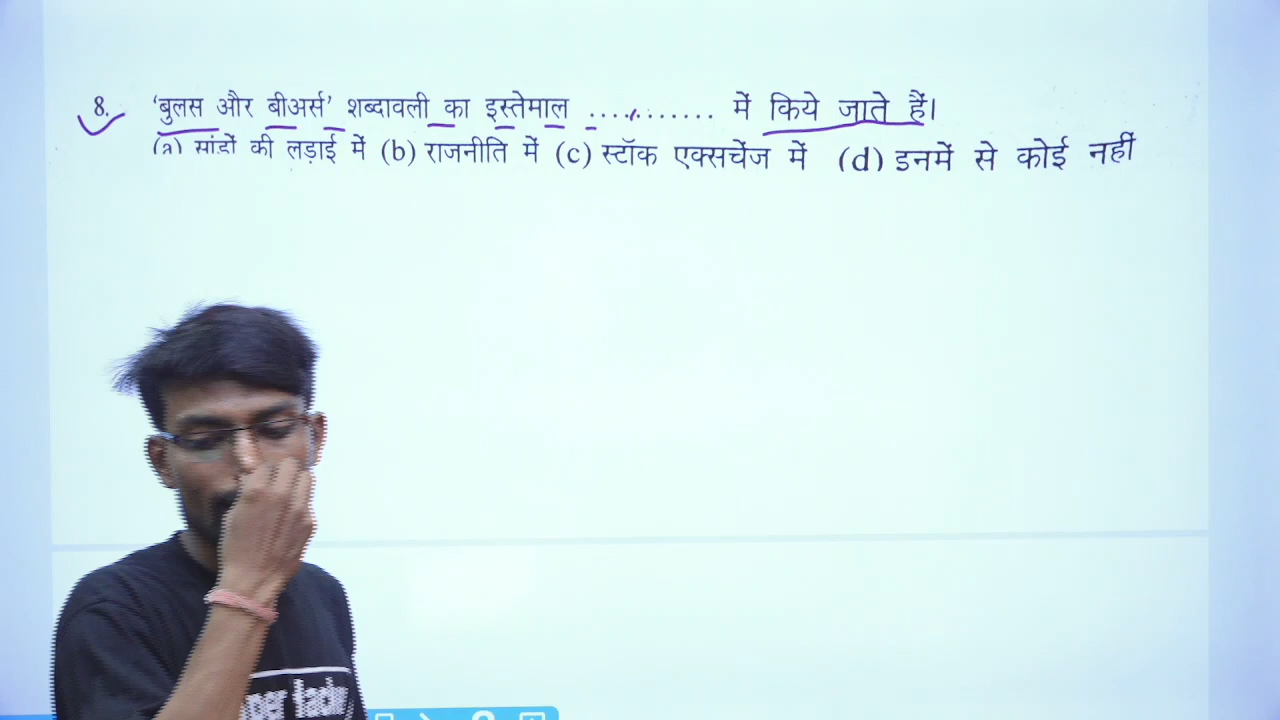 8. 'बुलस और बीअर्स' शब्दावली का इस्तेमाल ............ में किये जाते हैं।
(a) सांडों की लड़ाई में (b) राजनीति में (c) स्टॉक एक्सचेंज में (d) इनमें से कोई नहीं